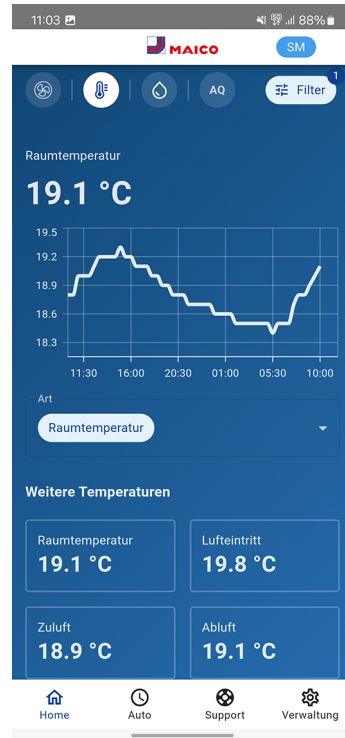 11:03 88%
MAICO SM
AQ Filter 1
Raumtemperatur
19.1 °C
19.5
19.2
18.9
18.6
18.3
11:30 16:00 20:30 01:00 05:30 10:00
Art
Raumtemperatur
Weitere Temperaturen
Raumtemperatur
19.1 °C
Lufteintritt
19.8 °C
Zuluft
18.9 °C
Abluft
19.1 °C
Home Auto Support Verwaltung